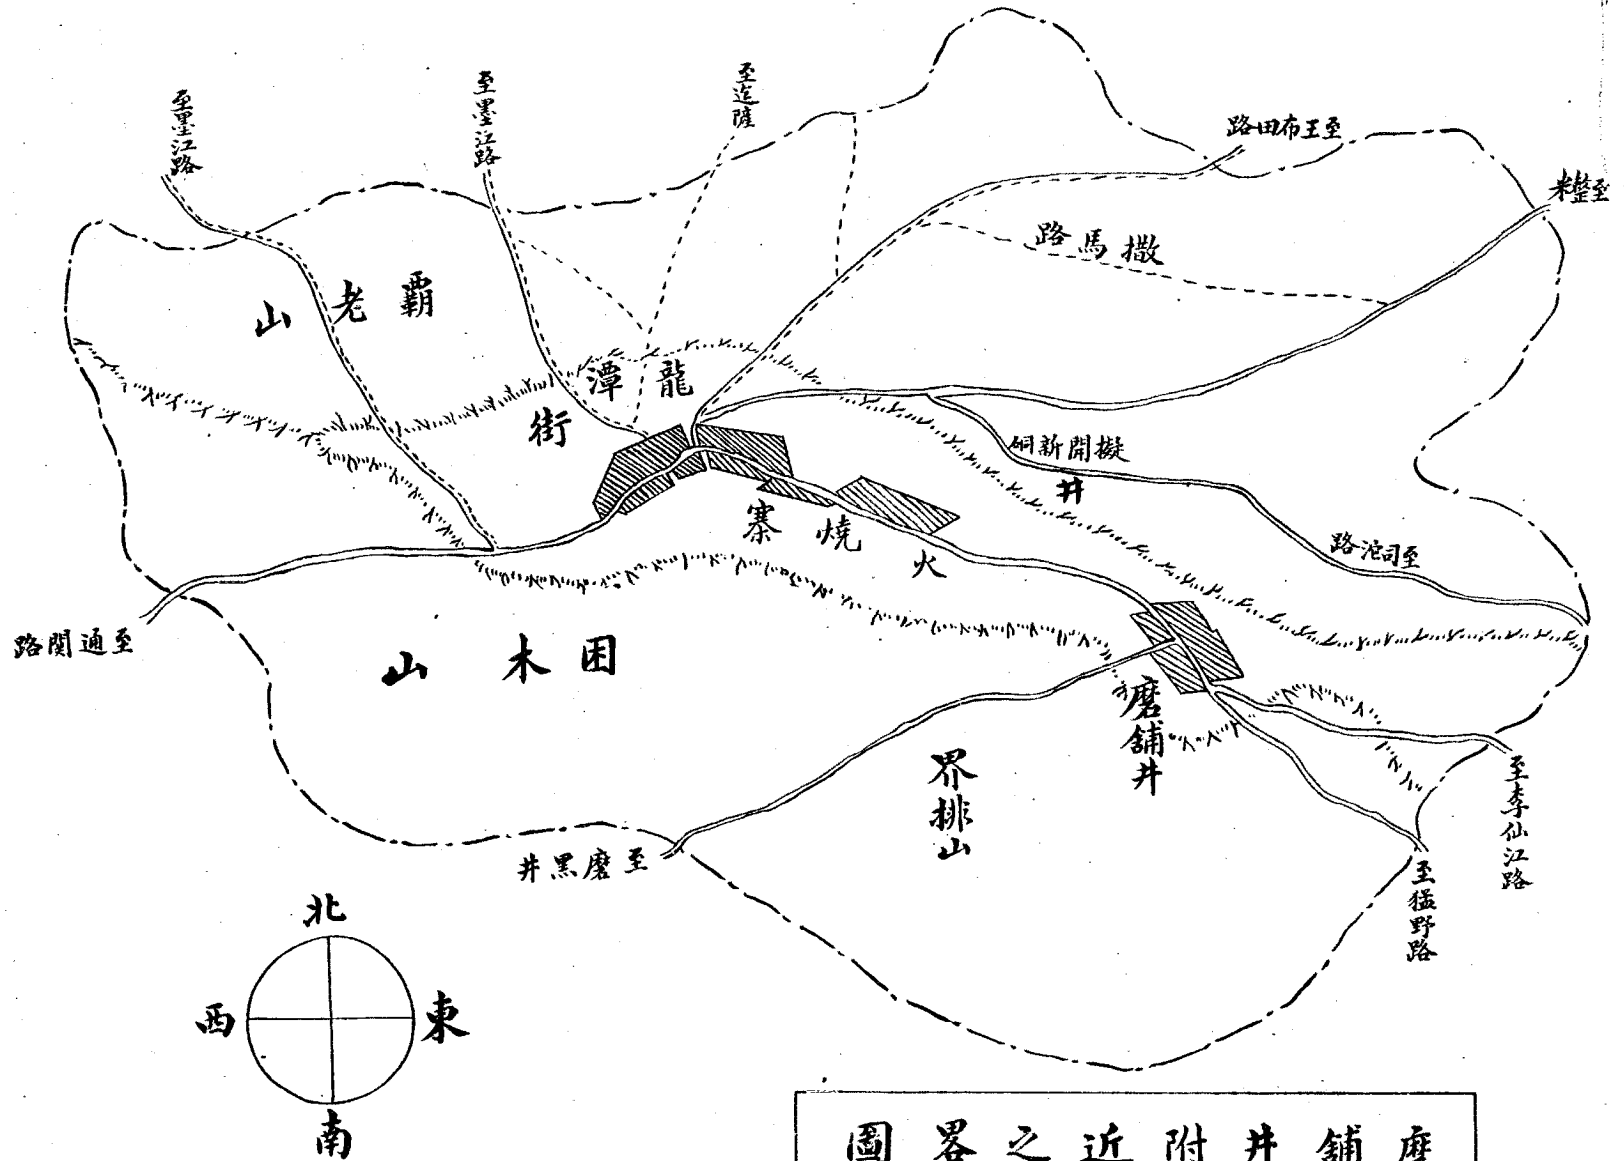 至墨江路
至墨江路
至迤薩
至王布田路
至整米
撒馬路
霸老山
龍潭街
擬開新硐井
至司沱路
火燒寨
至通関路
困木山
磨舖井
界排山
至磨黑井
至李仙江路
至猛野路
北
西
東
南
磨舖井附近之畧圖